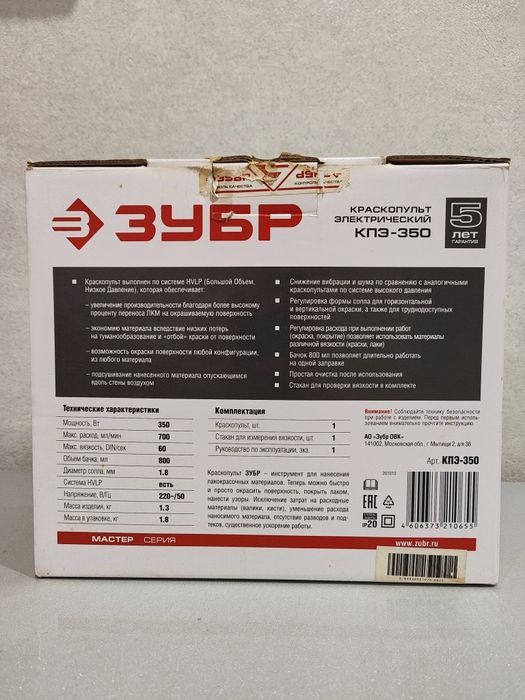 ЗУБР
КОНТРОЛЬ КАЧЕСТВА
ЗУБР
КРАСКОПУЛЬТ
ЭЛЕКТРИЧЕСКИЙ
КПЭ-350
5
лет
ГАРАНТИЯ
Краскопульт выполнен по системе HVLP (Большой Объем,
Низкое Давление), которая обеспечивает:
– увеличение производительности благодаря более высокому
проценту переноса ЛКМ на окрашиваемую поверхность
– экономию материала вследствие низких потерь
на туманообразование и «отбой» краски от поверхности
– возможность окраски поверхностей любой конфигурации,
из любого материала
– подсушивание нанесенного материала опускающимся
вдоль стены воздухом
Снижение вибрации и шума по сравнению с аналогичными
краскопультами по системе высокого давления
Регулировка формы сопла для горизонтальной
и вертикальной окраски, а также для труднодоступных
поверхностей
Регулировка расхода при выполнении работ
(окраска, покрытие) позволяет использовать материалы
различной вязкости (краски, лаки)
Бачок 800 мл позволяет длительно работать
на одной заправке
Простая очистка после использования
Стакан для проверки вязкости в комплекте
Технические характеристики
Мощность, Вт 350
Макс. расход, мл/мин 700
Макс. вязкость, DIN/сек 60
Объем бачка, мл 800
Диаметр сопла, мм 1.8
Система HVLP есть
Напряжение, В/Гц 220~/50
Масса изделия, кг 1.3
Масса в упаковке, кг 1.8
Комплектация
Краскопульт, шт. 1
Стакан для измерения вязкости, шт. 1
Руководство по эксплуатации, экз. 1
Краскопульт ЗУБР – инструмент для нанесения
лакокрасочных материалов. Теперь можно быстро
и просто окрасить поверхность, покрыть лаком,
нанести узоры. Исключение затрат на расходные
материалы (валики, кисти), уменьшение расхода
наносимого материала, отсутствие разводов и под-
теков, существенное ускорение работы.
Внимание! Соблюдайте технику безопасности
при работе с изделием. Перед первым исполь-
зованием внимательно прочтите инструкцию.
АО «Зубр ОВК»
141002, Московская обл., г. Мытищи 2, а/я 36
Арт. КПЭ-350
EAC
IP20
4 606373 210655
МАСТЕР СЕРИЯ
www.zubr.ru